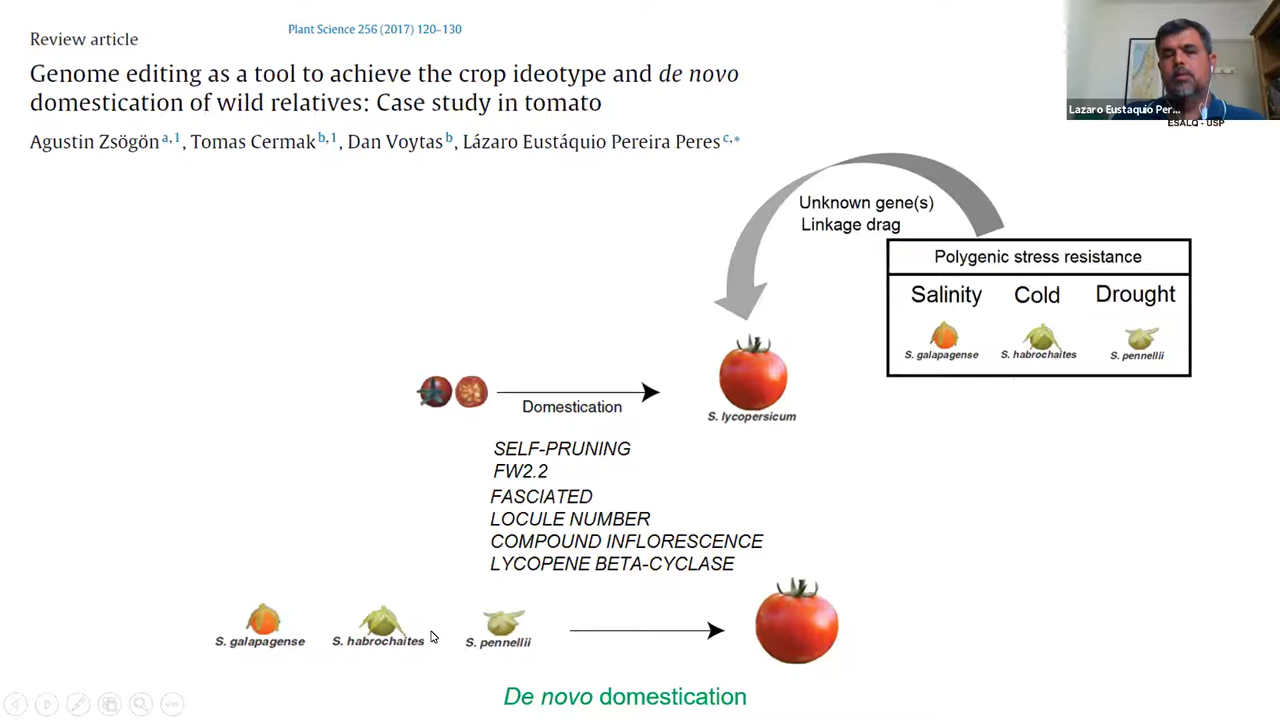 Plant Science 256 (2017) 120–130
Review article
Genome editing as a tool to achieve the crop ideotype and de novo
domestication of wild relatives: Case study in tomato
Agustin Zsögön a,1, Tomas Cermak b,1, Dan Voytas b, Lázaro Eustáquio Pereira Peres c,*
Lazaro Eustaquio Per...
ESALQ - USP
Unknown gene(s)
Linkage drag
Polygenic stress resistance
Salinity Cold Drought
S. galapagense S. habrochaites S. pennellii
Domestication
S. lycopersicum
SELF-PRUNING
FW2.2
FASCIATED
LOCULE NUMBER
COMPOUND INFLORESCENCE
LYCOPENE BETA-CYCLASE
S. galapagense S. habrochaites S. pennellii
De novo domestication